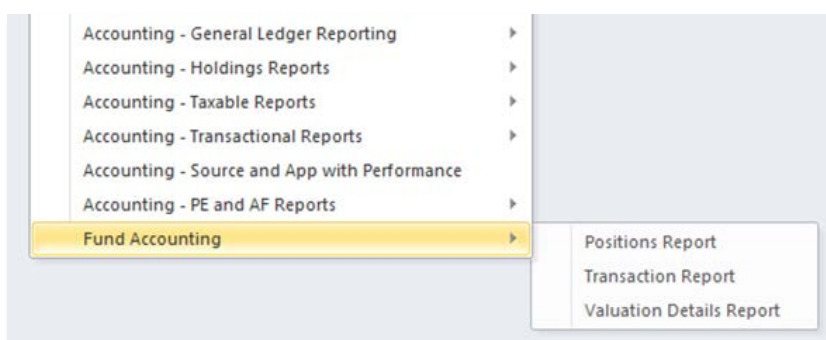 Accounting - General Ledger Reporting
Accounting - Holdings Reports
Accounting - Taxable Reports
Accounting - Transactional Reports
Accounting - Source and App with Performance
Accounting - PE and AF Reports
Fund Accounting
Positions Report
Transaction Report
Valuation Details Report